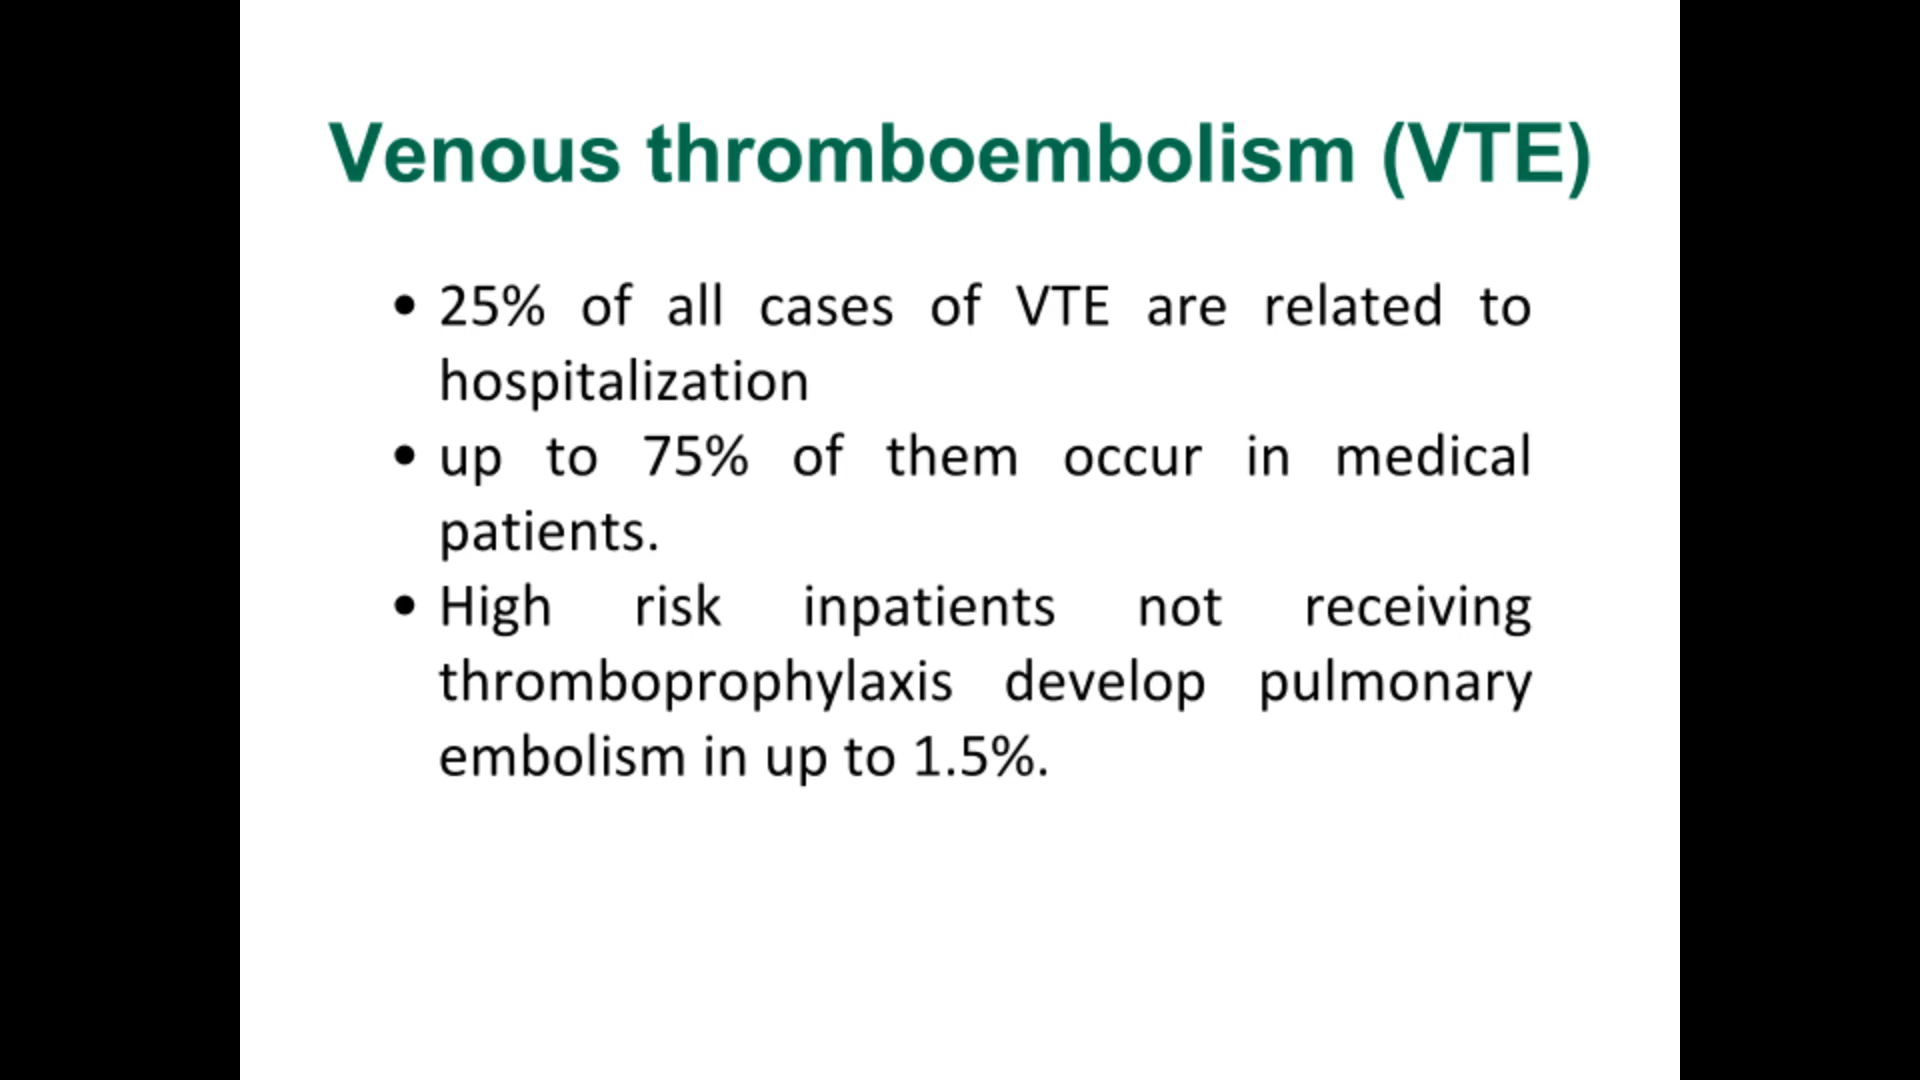 Venous thromboembolism (VTE)
• 25% of all cases of VTE are related to
hospitalization
• up to 75% of them occur in medical
patients.
• High risk inpatients not receiving
thromboprophylaxis develop pulmonary
embolism in up to 1.5%.